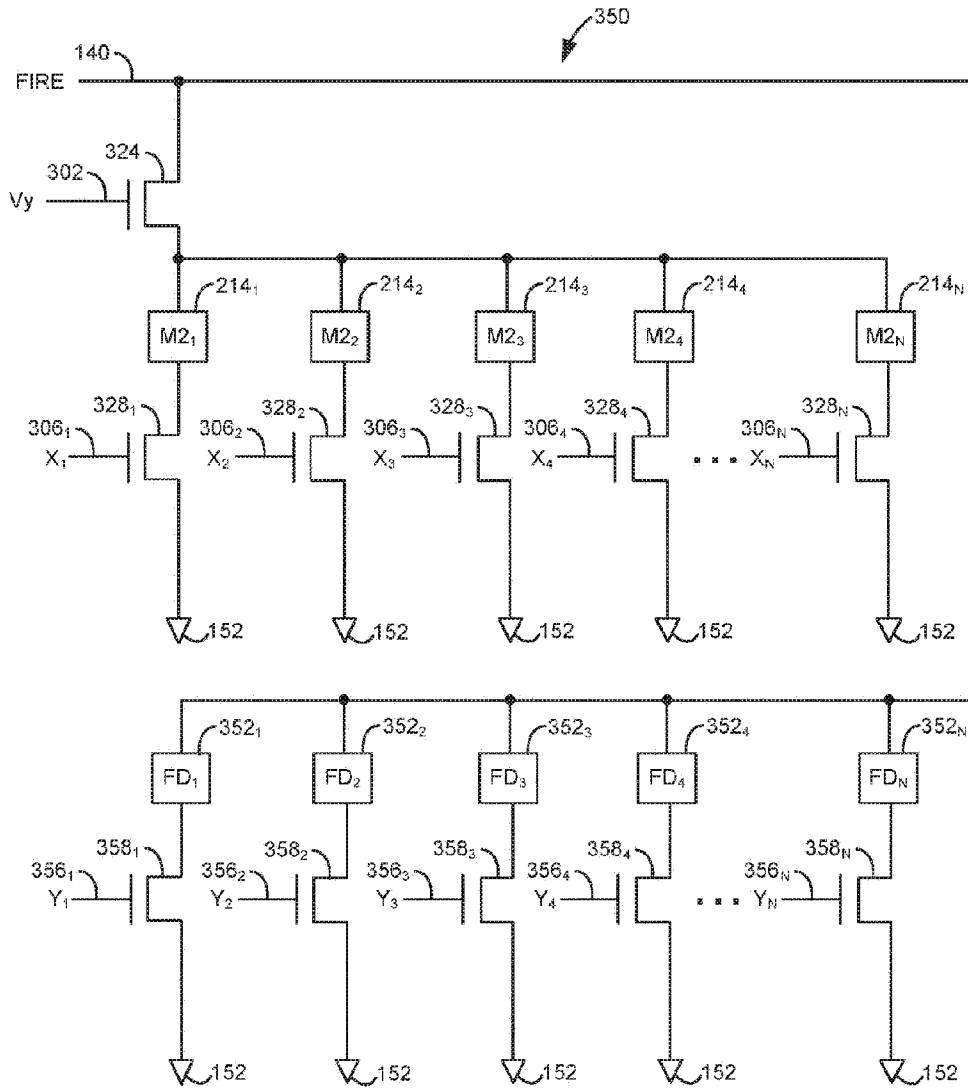 350
140
FIRE
324
302
Vy
214₁ 214₂ 214₃ 214₄ 214N
M2₁ M2₂ M2₃ M2₄ M2N
328₁ 328₂ 328₃ 328₄ 328N
306₁ 306₂ 306₃ 306₄ 306N
X₁ X₂ X₃ X₄ ... XN
152 152 152 152 152
352₁ 352₂ 352₃ 352₄ 352N
FD₁ FD₂ FD₃ FD₄ FDN
358₁ 358₂ 358₃ 358₄ 358N
356₁ 356₂ 356₃ 356₄ 356N
Y₁ Y₂ Y₃ Y₄ ... YN
152 152 152 152 152